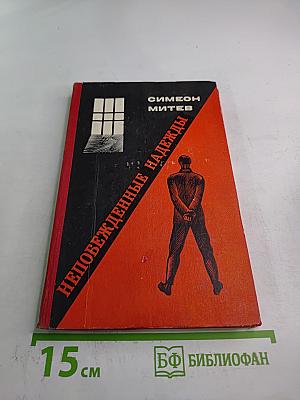 СИМЕОН
МИТЕВ
НЕПОБЕЖДЕННЫЕ НАДЕЖДЫ
15 см
БФ БИБЛИОФАН